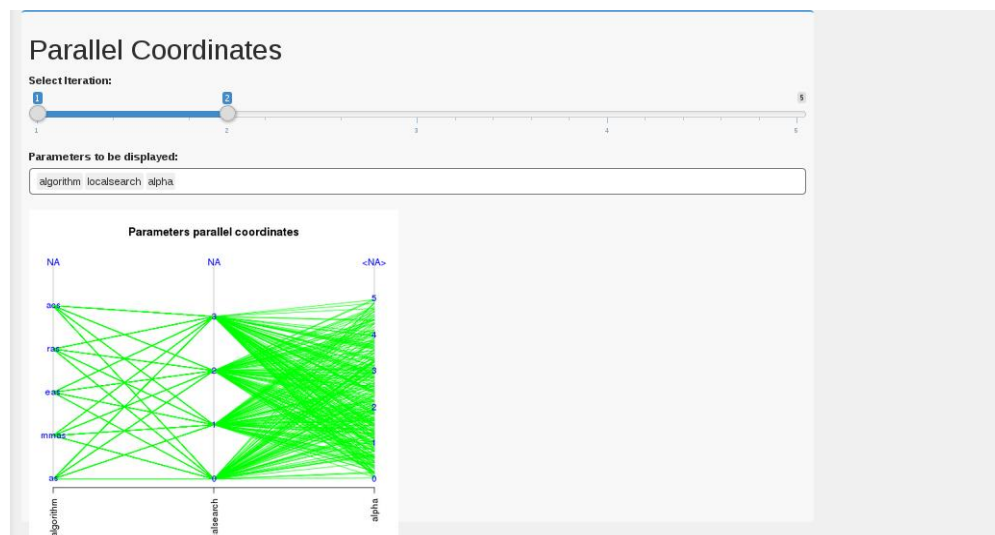 Parallel Coordinates
Select Iteration:
1 2 5
1 2 3 4 5
Parameters to be displayed:
algorithm localsearch alpha
Parameters parallel coordinates
NA NA <NA>
5
acs 3
4
ras
2 3
eas
2
1
mmas 1
as 0 0
algorithm
alsearch
alpha